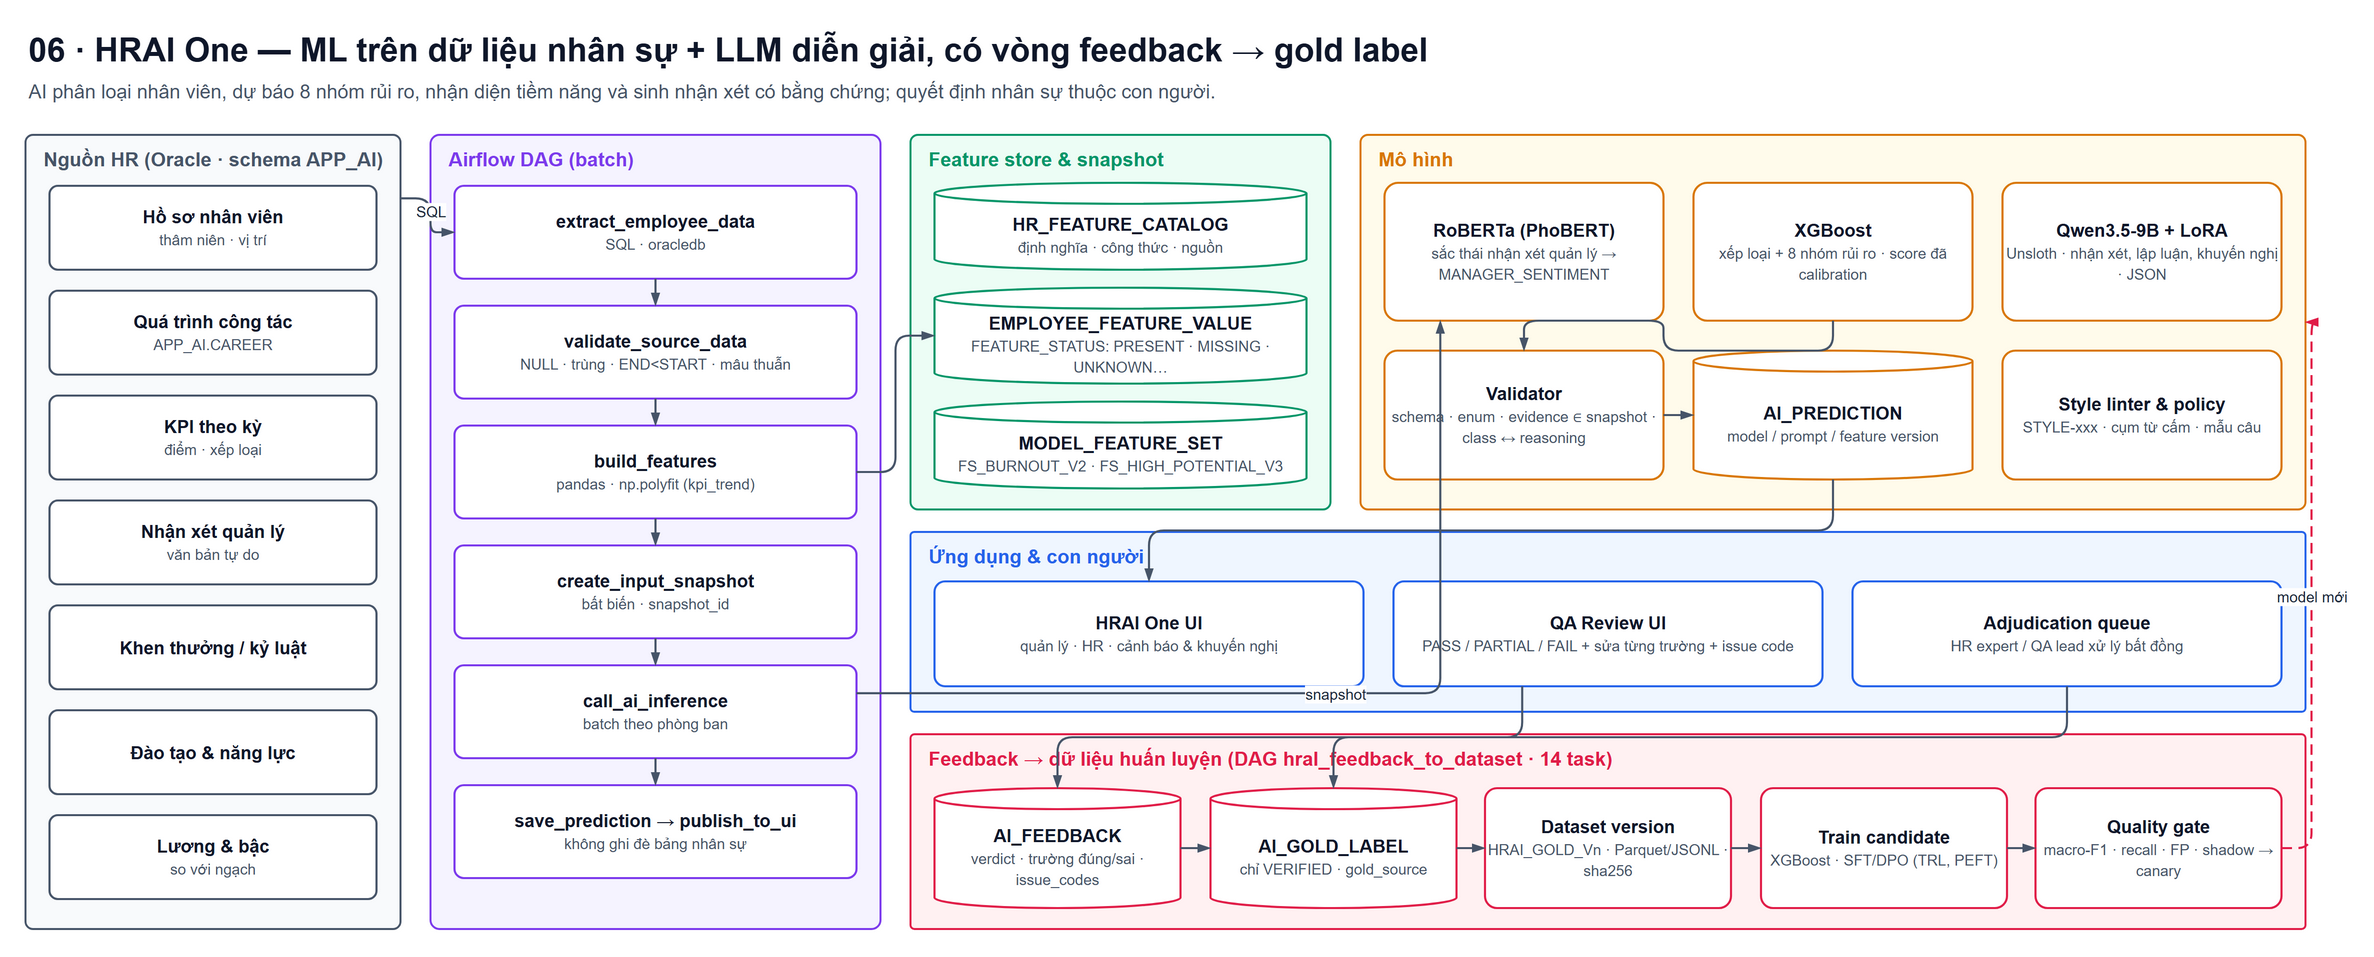 06 · HRAI One — ML trên dữ liệu nhân sự + LLM diễn giải, có vòng feedback → gold label
AI phân loại nhân viên, dự báo 8 nhóm rủi ro, nhận diện tiềm năng và sinh nhận xét có bằng chứng; quyết định nhân sự thuộc con người.
Nguồn HR (Oracle · schema APP_AI)
Hồ sơ nhân viên
thâm niên · vị trí
Quá trình công tác
APP_AI.CAREER
KPI theo kỳ
điểm · xếp loại
Nhận xét quản lý
văn bản tự do
Khen thưởng / kỷ luật
Đào tạo & năng lực
Lương & bậc
so với ngạch
SQL
Airflow DAG (batch)
extract_employee_data
SQL · oracledb
validate_source_data
NULL · trùng · END<START · mâu thuẫn
build_features
pandas · np.polyfit (kpi_trend)
create_input_snapshot
bất biến · snapshot_id
call_ai_inference
batch theo phòng ban
save_prediction → publish_to_ui
không ghi đè bảng nhân sự
Feature store & snapshot
HR_FEATURE_CATALOG
định nghĩa · công thức · nguồn
EMPLOYEE_FEATURE_VALUE
FEATURE_STATUS: PRESENT · MISSING ·
UNKNOWN…
MODEL_FEATURE_SET
FS_BURNOUT_V2 · FS_HIGH_POTENTIAL_V3
Mô hình
RoBERTa (PhoBERT)
sắc thái nhận xét quản lý →
MANAGER_SENTIMENT
XGBoost
xếp loại + 8 nhóm rủi ro · score đã
calibration
Qwen3.5-9B + LoRA
Unsloth · nhận xét, lập luận, khuyến nghị
· JSON
Validator
schema · enum · evidence ∈ snapshot ·
class ↔ reasoning
AI_PREDICTION
model / prompt / feature version
Style linter & policy
STYLE-xxx · cụm từ cấm · mẫu câu
Ứng dụng & con người
HRAI One UI
quản lý · HR · cảnh báo & khuyến nghị
QA Review UI
PASS / PARTIAL / FAIL + sửa từng trường + issue code
Adjudication queue
HR expert / QA lead xử lý bất đồng
model mới
snapshot
Feedback → dữ liệu huấn luyện (DAG hral_feedback_to_dataset · 14 task)
AI_FEEDBACK
verdict · trường đúng/sai ·
issue_codes
AI_GOLD_LABEL
chỉ VERIFIED · gold_source
Dataset version
HRAI_GOLD_Vn · Parquet/JSONL ·
sha256
Train candidate
XGBoost · SFT/DPO (TRL, PEFT)
Quality gate
macro-F1 · recall · FP · shadow →
canary